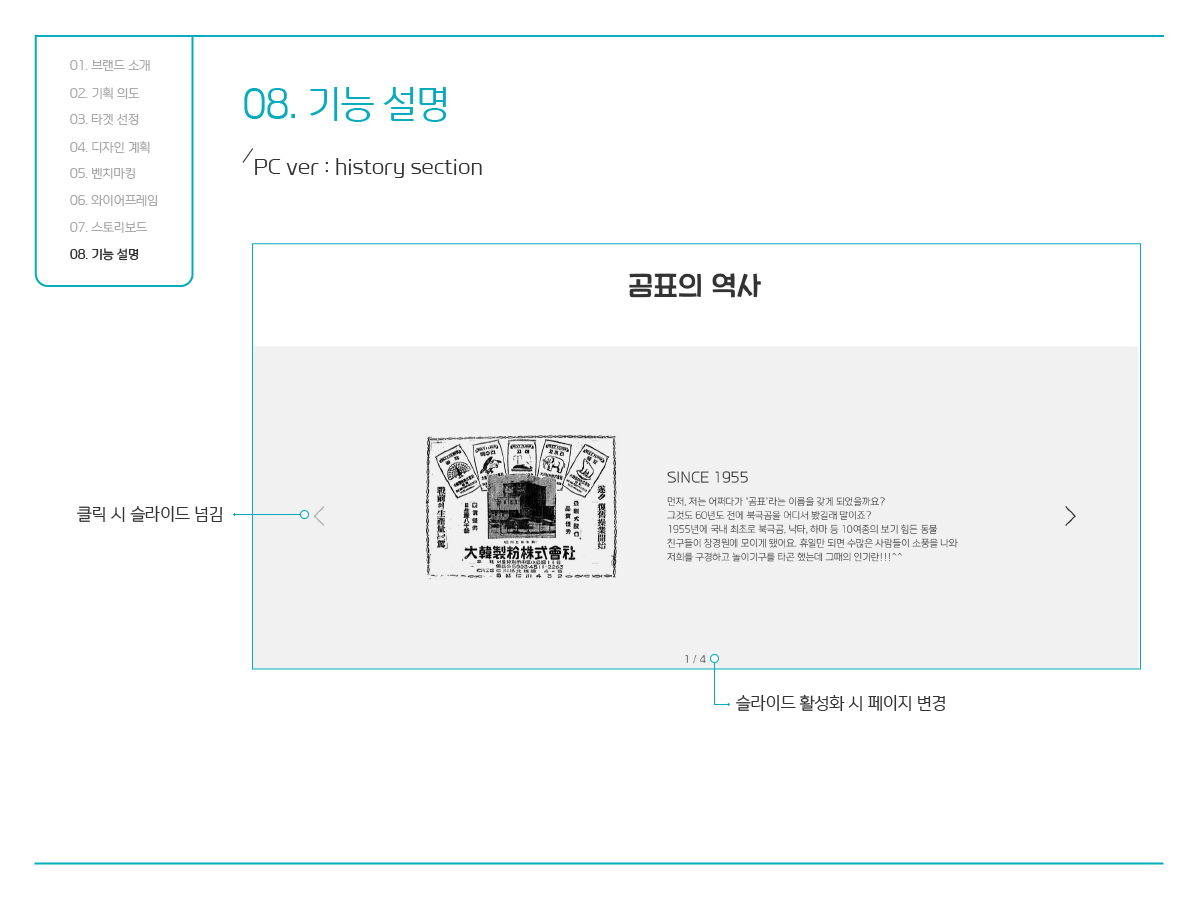 01. 브랜드 소개
02. 기획 의도
03. 타겟 선정
04. 디자인 계획
05. 벤치마킹
06. 와이어프레임
07. 스토리보드
08. 기능 설명
08. 기능 설명
/PC ver : history section
곰표의 역사
大韓製粉株式會社
SINCE 1955
먼저, 저는 어쩌다가 '곰표'라는 이름을 갖게 되었을까요?
그것도 60년도 전에 북극곰을 어디서 봤길래 말이죠?
1955년에 국내 최초로 북극곰, 낙타, 하마 등 10여종의 보기 힘든 동물
친구들이 창경원에 모이게 됐어요. 휴일만 되면 수많은 사람들이 소풍을 나와
저희를 구경하고 놀이기구를 타곤 했는데 그때의 인기란!!!^^
클릭 시 슬라이드 넘김
1 / 4
슬라이드 활성화 시 페이지 변경